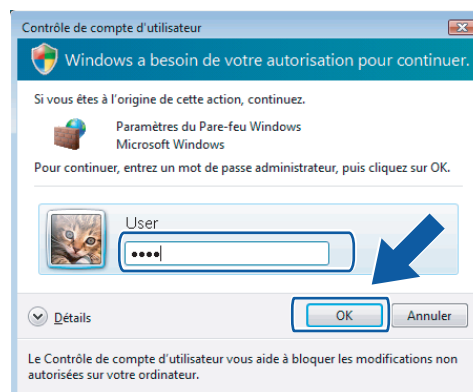 Contrôle de compte d'utilisateur
Windows a besoin de votre autorisation pour continuer.
Si vous êtes à l'origine de cette action, continuez.
Paramètres du Pare-feu Windows
Microsoft Windows
Pour continuer, entrez un mot de passe administrateur, puis cliquez sur OK.
User
••••
Détails
OK
Annuler
Le Contrôle de compte d'utilisateur vous aide à bloquer les modifications non
autorisées sur votre ordinateur.